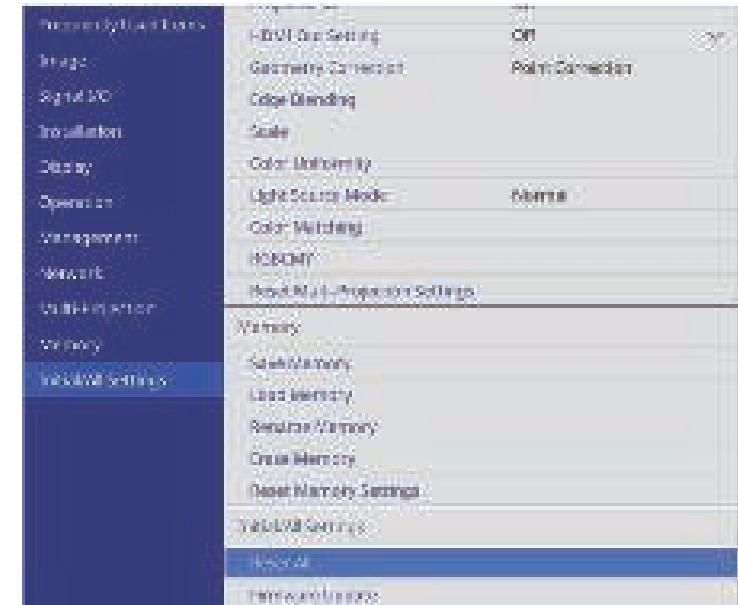 Frequently Used Items
Image
Signal I/O
Installation
Display
Operation
Management
Network
Multi-Projection
Memory
Initial/All Settings
HDMI Out Setting Off
Geometry Correction Point Correction
Edge Blending
Scale
Color Uniformity
Light Source Mode Normal
Color Matching
RGBCMY
Reset Multi-Projection Settings
Memory
Save Memory
Load Memory
Rename Memory
Erase Memory
Reset Memory Settings
Initial/All Settings
Reset All
Firmware Update